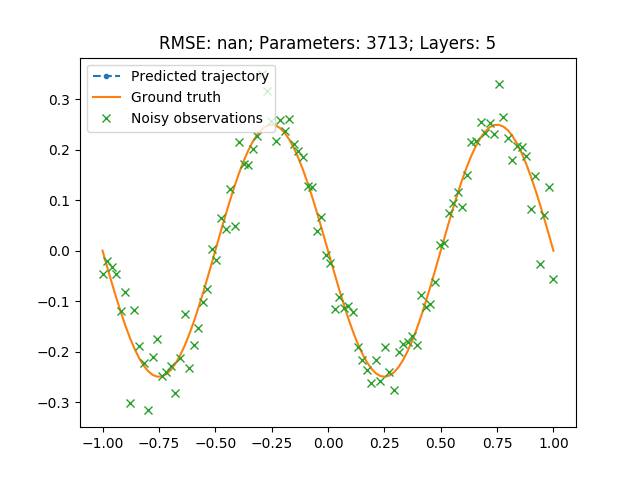 RMSE: nan; Parameters: 3713; Layers: 5
Predicted trajectory
Ground truth
Noisy observations
0.3
0.2
0.1
0.0
−0.1
−0.2
−0.3
−1.00 −0.75 −0.50 −0.25 0.00 0.25 0.50 0.75 1.00